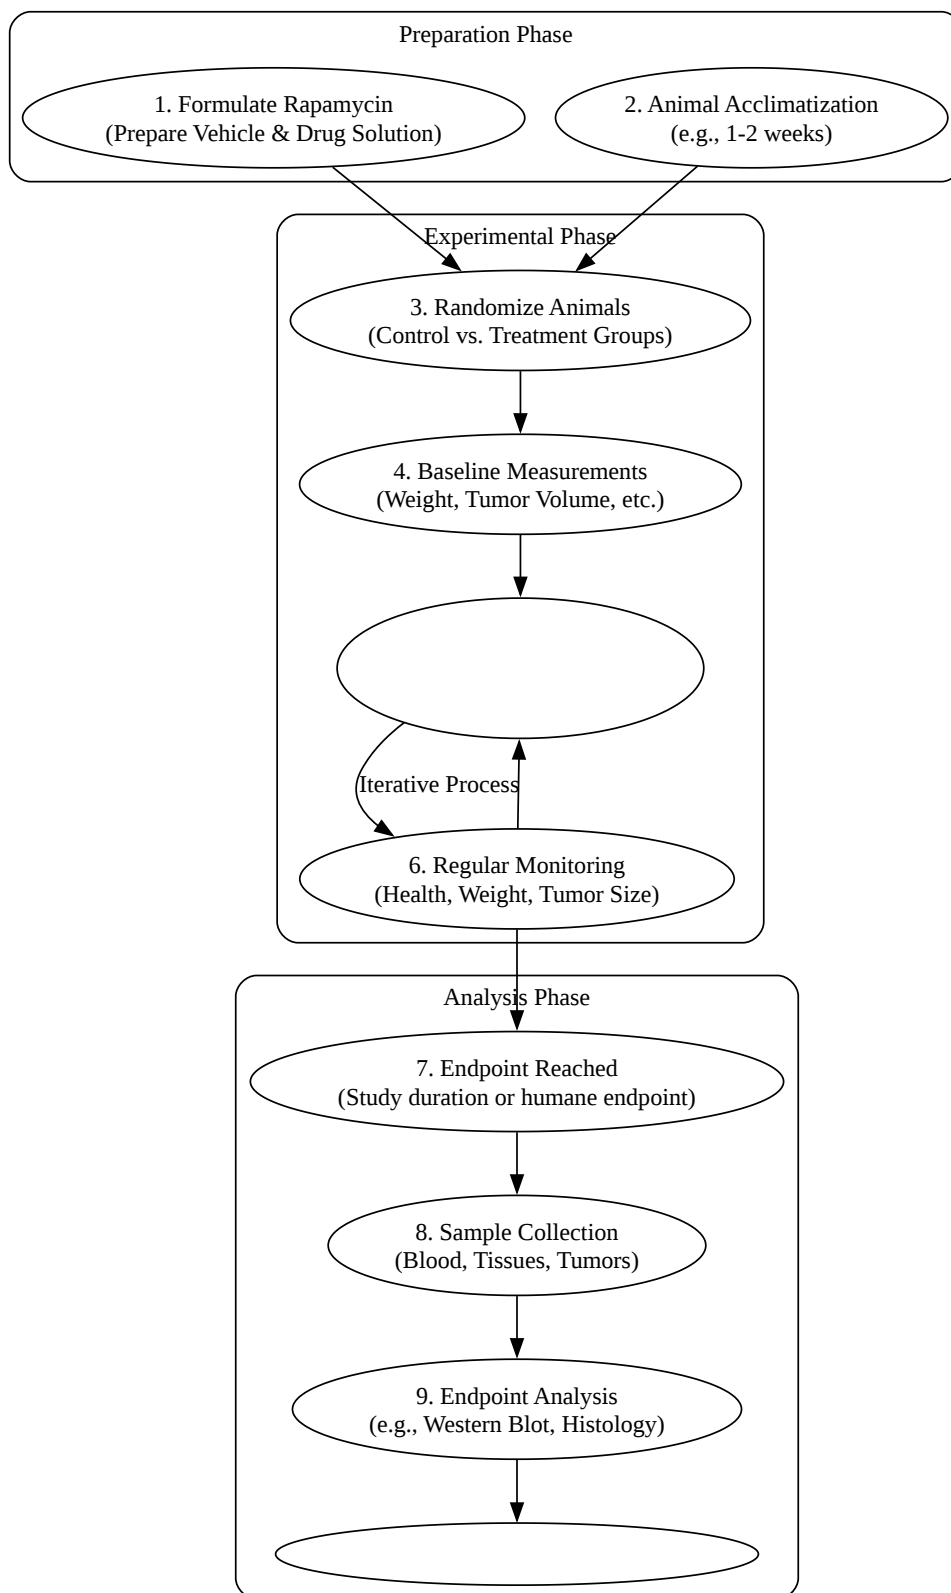 Preparation Phase
1. Formulate Rapamycin
(Prepare Vehicle & Drug Solution)
2. Animal Acclimatization
(e.g., 1-2 weeks)
Experimental Phase
3. Randomize Animals
(Control vs. Treatment Groups)
4. Baseline Measurements
(Weight, Tumor Volume, etc.)
Iterative Process
6. Regular Monitoring
(Health, Weight, Tumor Size)
Analysis Phase
7. Endpoint Reached
(Study duration or humane endpoint)
8. Sample Collection
(Blood, Tissues, Tumors)
9. Endpoint Analysis
(e.g., Western Blot, Histology)